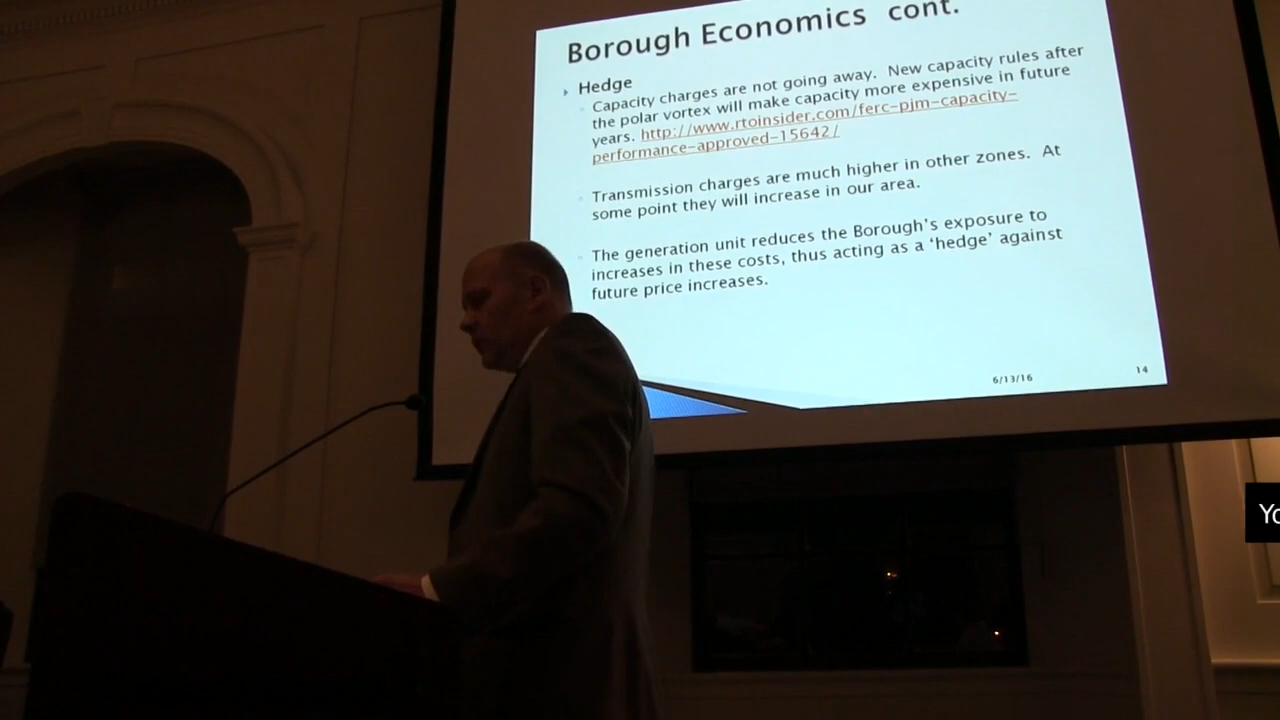 Borough Economics cont.
Hedge
Capacity charges are not going away. New capacity rules after
the polar vortex will make capacity more expensive in future
years. http://www.rtoinsider.com/ferc-pjm-capacity-
performance-approved-15642/
Transmission charges are much higher in other zones. At
some point they will increase in our area.
The generation unit reduces the Borough's exposure to
increases in these costs, thus acting as a 'hedge' against
future price increases.
6/13/16
14